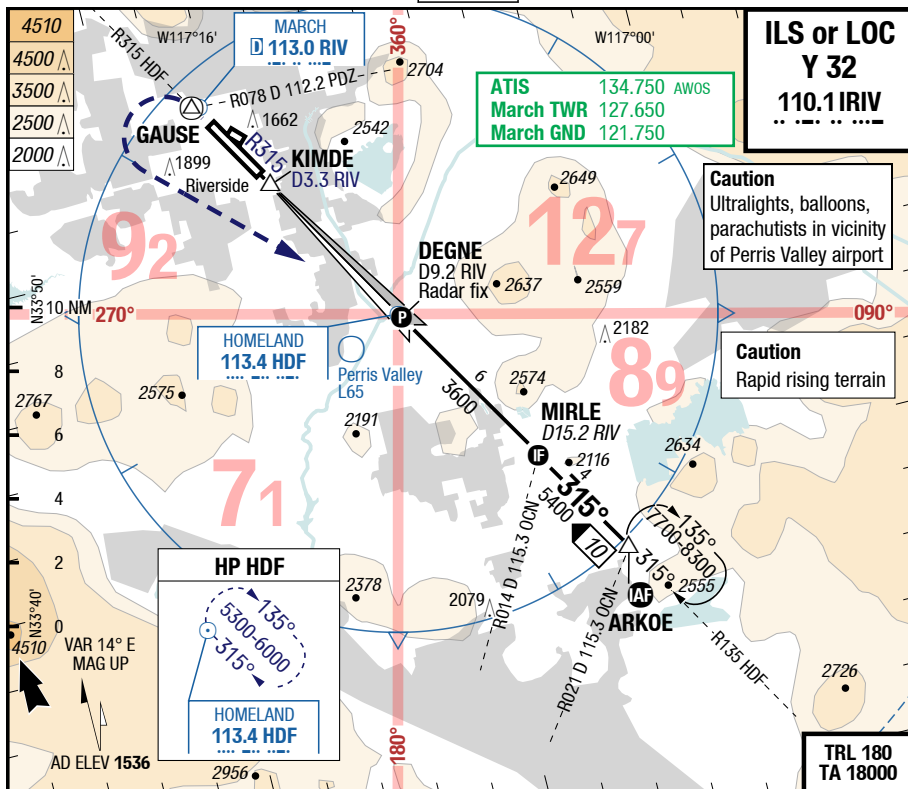 4510
4500
3500
2500
2000
W117°16'
R315 HDF
MARCH
D 113.0 RIV
360°
W117°00'
ILS or LOC
Y 32
110.1 IRIV
R078 D 112.2 PDZ
2704
ATIS 134.750 AWOS
March TWR 127.650
March GND 121.750
GAUSE
1662
2542
R315
KIMDE
D3.3 RIV
1899
Riverside
2649
Caution
Ultralights, balloons,
parachutists in vicinity
of Perris Valley airport
92
127
DEGNE
D9.2 RIV
Radar fix
2637
2559
N33°50'
10 NM
270°
P
090°
HOMELAND
113.4 HDF
Perris Valley
L65
2182
89
Caution
Rapid rising terrain
8
2767
2575
6
3600
2574
2191
6
MIRLE
D15.2 RIV
IF
2116
2634
4
315°
5400
4
71
10
135°
7700-8300
315°
2555
IAF
ARKOE
2
HP HDF
135°
5300-6000
315°
HOMELAND
113.4 HDF
2378
2079
R014 D 115.3 OCN
R021 D 115.3 OCN
R135 HDF
N33°40'
0
4510
VAR 14° E
MAG UP
2726
AD ELEV 1536
180°
2956
TRL 180
TA 18000